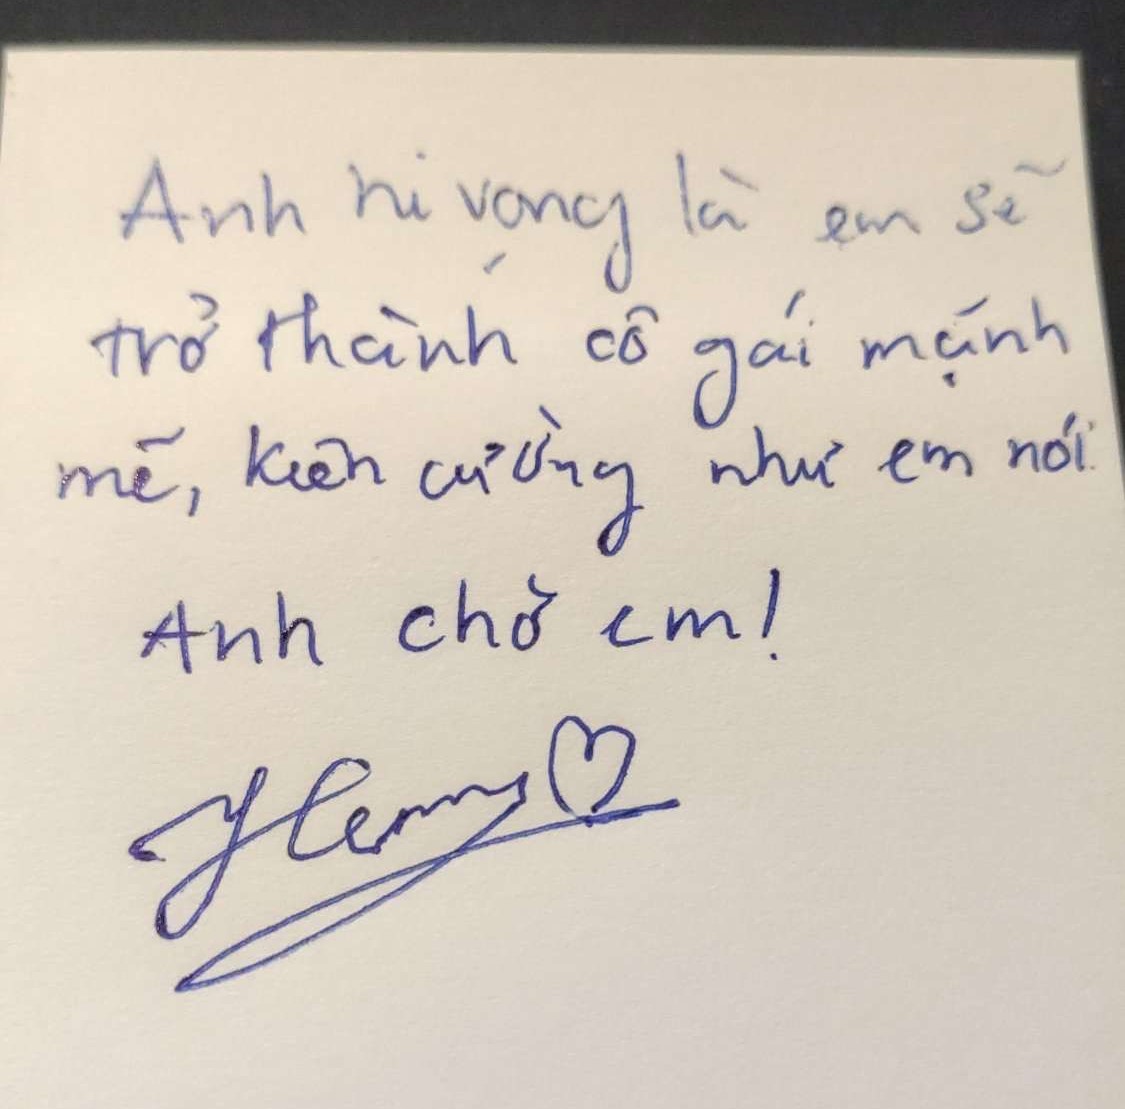 Anh hi vọng là em sẽ
trở thành cô gái mạnh
mẽ, kiên cường như em nói.
Anh chờ em!